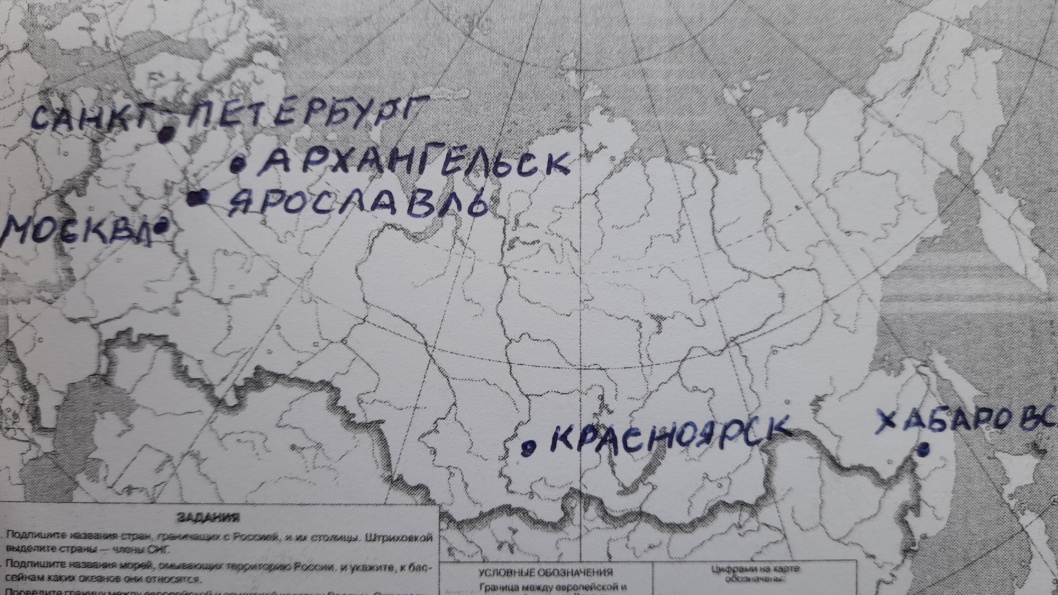 САНКТ-ПЕТЕРБУРГ
АРХАНГЕЛЬСК
ЯРОСЛАВЛЬ
МОСКВА
КРАСНОЯРСК
ХАБАРОВС
ЗАДАНИЯ
. Подпишите названия стран, граничащих с Россией, и их столицы. Штриховкой
выделите страны — члены СНГ.
. Подпишите названия морей, омывающих территорию России, и укажите, к бас-
сейнам каких океанов они относятся.
УСЛОВНЫЕ ОБОЗНАЧЕНИЯ
Граница между европейской и
Цифрами на карте
обозначены: